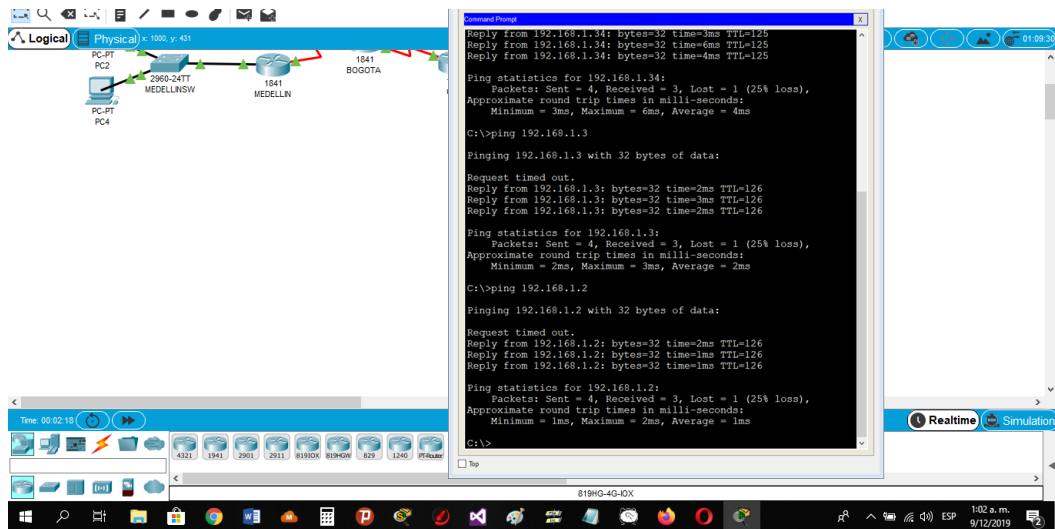 Logical
Physical
x: 1000, y: 431
01:09:30
PC-PT
PC2
2960-24TT
MEDELLINSW
1841
MEDELLIN
1841
BOGOTA
PC-PT
PC4
Command Prompt
X
Reply from 192.168.1.34: bytes=32 time=3ms TTL=125
Reply from 192.168.1.34: bytes=32 time=6ms TTL=125
Reply from 192.168.1.34: bytes=32 time=4ms TTL=125
Ping statistics for 192.168.1.34:
Packets: Sent = 4, Received = 3, Lost = 1 (25% loss),
Approximate round trip times in milli-seconds:
Minimum = 3ms, Maximum = 6ms, Average = 4ms
C:\>ping 192.168.1.3
Pinging 192.168.1.3 with 32 bytes of data:
Request timed out.
Reply from 192.168.1.3: bytes=32 time=2ms TTL=126
Reply from 192.168.1.3: bytes=32 time=3ms TTL=126
Reply from 192.168.1.3: bytes=32 time=2ms TTL=126
Ping statistics for 192.168.1.3:
Packets: Sent = 4, Received = 3, Lost = 1 (25% loss),
Approximate round trip times in milli-seconds:
Minimum = 2ms, Maximum = 3ms, Average = 2ms
C:\>ping 192.168.1.2
Pinging 192.168.1.2 with 32 bytes of data:
Request timed out.
Reply from 192.168.1.2: bytes=32 time=2ms TTL=126
Reply from 192.168.1.2: bytes=32 time=1ms TTL=126
Reply from 192.168.1.2: bytes=32 time=1ms TTL=126
Ping statistics for 192.168.1.2:
Packets: Sent = 4, Received = 3, Lost = 1 (25% loss),
Approximate round trip times in milli-seconds:
Minimum = 1ms, Maximum = 2ms, Average = 1ms
C:\>
Top
Time: 00:02:18
Realtime
Simulation
4321 1941 2901 2911 819IOX 819HGW 829 1240 PT-Router
819HG-4G-IOX
ESP
1:02 a. m.
9/12/2019
2